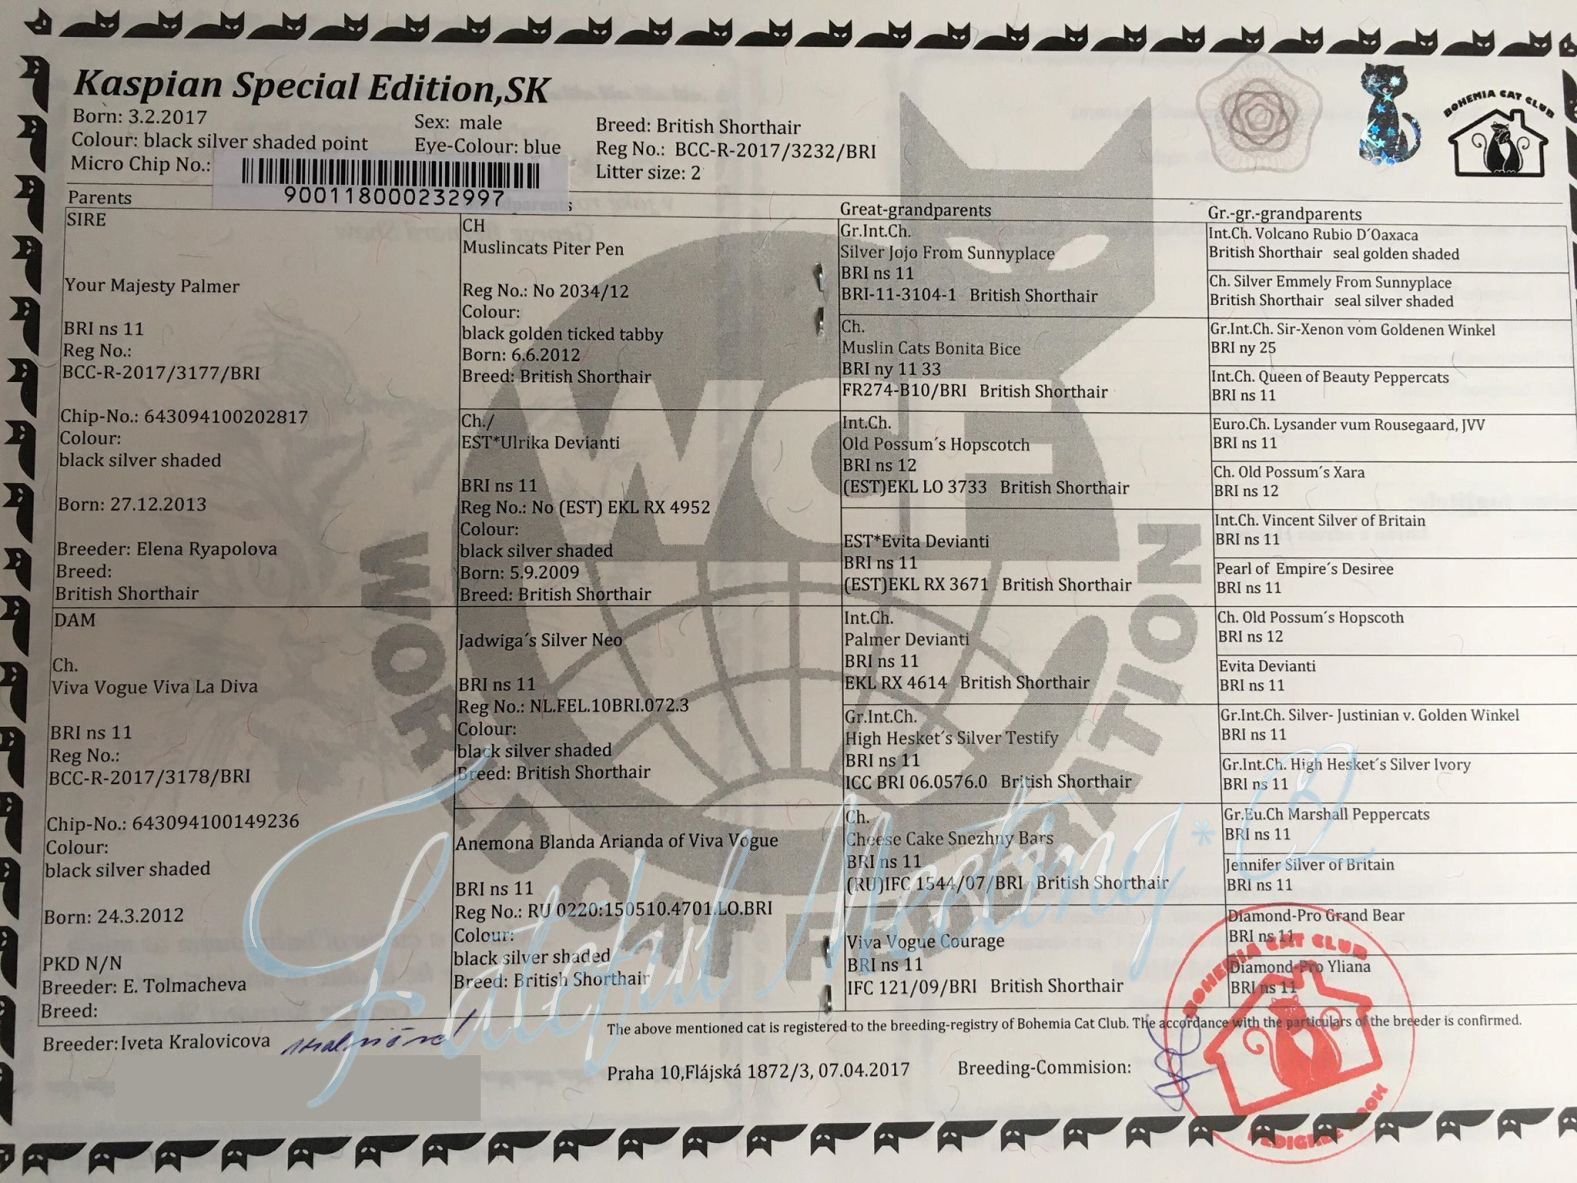 Kaspian Special Edition,SK
Born: 3.2.2017
Sex: male
Breed: British Shorthair
Colour: black silver shaded point
Eye-Colour: blue
Reg No.: BCC-R-2017/3232/BRI
Micro Chip No.:
900118000232997
Litter size: 2
BOHEMIA CAT CLUB
Parents
SIRE
Your Majesty Palmer
BRI ns 11
Reg No.:
BCC-R-2017/3177/BRI
Chip-No.: 643094100202817
Colour:
black silver shaded
Born: 27.12.2013
Breeder: Elena Ryapolova
Breed:
British Shorthair
DAM
Ch.
Viva Vogue Viva La Diva
BRI ns 11
Reg No.:
BCC-R-2017/3178/BRI
Chip-No.: 643094100149236
Colour:
black silver shaded
Born: 24.3.2012
PKD N/N
Breeder: E. Tolmacheva
Breed:
CH
Muslincats Piter Pen
Reg No.: No 2034/12
Colour:
black golden ticked tabby
Born: 6.6.2012
Breed: British Shorthair
Ch./
EST*Ulrika Devianti
BRI ns 11
Reg No.: No (EST) EKL RX 4952
Colour:
black silver shaded
Born: 5.9.2009
Breed: British Shorthair
Jadwiga´s Silver Neo
BRI ns 11
Reg No.: NL.FEL.10BRI.072.3
Colour:
black silver shaded
Breed: British Shorthair
Anemona Blanda Arianda of Viva Vogue
BRI ns 11
Reg No.: RU 0220:150510.4701.LO.BRI
Colour:
black silver shaded
Breed: British Shorthair
Great-grandparents
Gr.Int.Ch.
Silver Jojo From Sunnyplace
BRI ns 11
BRI-11-3104-1 British Shorthair
Ch.
Muslin Cats Bonita Bice
BRI ny 11 33
FR274-B10/BRI British Shorthair
Int.Ch.
Old Possum´s Hopscotch
BRI ns 12
(EST)EKL LO 3733 British Shorthair
EST*Evita Devianti
BRI ns 11
(EST)EKL RX 3671 British Shorthair
Int.Ch.
Palmer Devianti
BRI ns 11
EKL RX 4614 British Shorthair
Gr.Int.Ch.
High Hesket´s Silver Testify
BRI ns 11
ICC BRI 06.0576.0 British Shorthair
Ch.
Cheese Cake Snezhny Bars
BRI ns 11
(RU)IFC 1544/07/BRI British Shorthair
Viva Vogue Courage
BRI ns 11
IFC 121/09/BRI British Shorthair
Gr.-gr.-grandparents
Int.Ch. Volcano Rubio D´Oaxaca
British Shorthair seal golden shaded
Ch. Silver Emmely From Sunnyplace
British Shorthair seal silver shaded
Gr.Int.Ch. Sir-Xenon vom Goldenen Winkel
BRI ny 25
Int.Ch. Queen of Beauty Peppercats
BRI ns 11
Euro.Ch. Lysander vum Rousegaard, JVV
BRI ns 11
Ch. Old Possum´s Xara
BRI ns 12
Int.Ch. Vincent Silver of Britain
BRI ns 11
Pearl of Empire´s Desiree
BRI ns 11
Ch. Old Possum´s Hopscoth
BRI ns 12
Evita Devianti
BRI ns 11
Gr.Int.Ch. Silver- Justinian v. Golden Winkel
BRI ns 11
Gr.Int.Ch. High Hesket´s Silver Ivory
BRI ns 11
Gr.Eu.Ch Marshall Peppercats
BRI ns 11
Jennifer Silver of Britain
BRI ns 11
Diamond-Pro Grand Bear
BRI ns 11
Diamond-Pro Yliana
BRI ns 11
WCF
WORLD CAT FEDERATION
Fateful Meeting*
Breeder:Iveta Kralovicova
The above mentioned cat is registered to the breeding-registry of Bohemia Cat Club. The accordance with the particulars of the breeder is confirmed.
Praha 10,Flájská 1872/3, 07.04.2017
Breeding-Commision:
BOHEMIA CAT CLUB
PEDIGREE BOOK